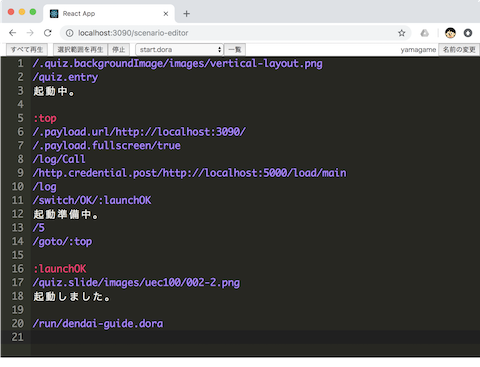 React App
localhost:3090/scenario-editor
すべて再生 選択範囲を再生 停止 start.dora 一覧 yamagame 名前の変更
1 /.quiz.backgroundImage/images/vertical-layout.png
2 /quiz.entry
3 起動中。
4
5 :top
6 /.payload.url/http://localhost:3090/
7 /.payload.fullscreen/true
8 /log/Call
9 /http.credential.post/http://localhost:5000/load/main
10 /log
11 /switch/OK/:launchOK
12 起動準備中。
13 /5
14 /goto/:top
15
16 :launchOK
17 /quiz.slide/images/uec100/002-2.png
18 起動しました。
19
20 /run/dendai-guide.dora
21